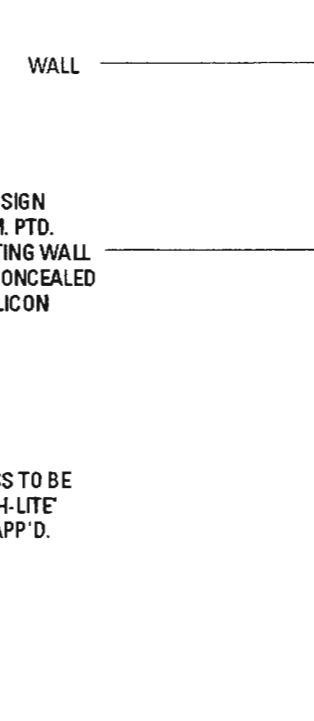 WALL
SIGN
. PTD.
TING WALL
ONCEALED
LICON
S TO BE
H-LITE'
APP'D.